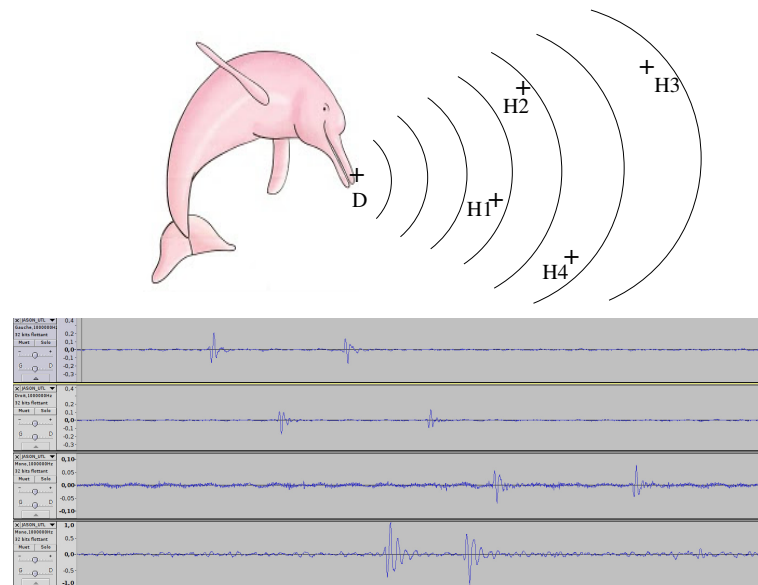 H3
H2
D
H1
H4
X JASON_UTL ▼
Gauche,1000000Hz
32 bits flottant
Muet Solo
- +
G D
0.4
0.2
0.1
0,0
-0.1
-0.2
-0.3
X JASON_UTL ▼
Droit,1000000Hz
32 bits flottant
Muet Solo
- +
G D
0.4
0.2
0.1
0,0
-0.1
-0.2
-0.3
X JASON_UTL ▼
Mono,1000000Hz
32 bits flottant
Muet Solo
- +
G D
0,10
0,05
0,00
-0,05
-0,10
X JASON_UTL ▼
Mono,1000000Hz
32 bits flottant
Muet Solo
- +
G D
1,0
0.5
0,0
-0.5
-1.0